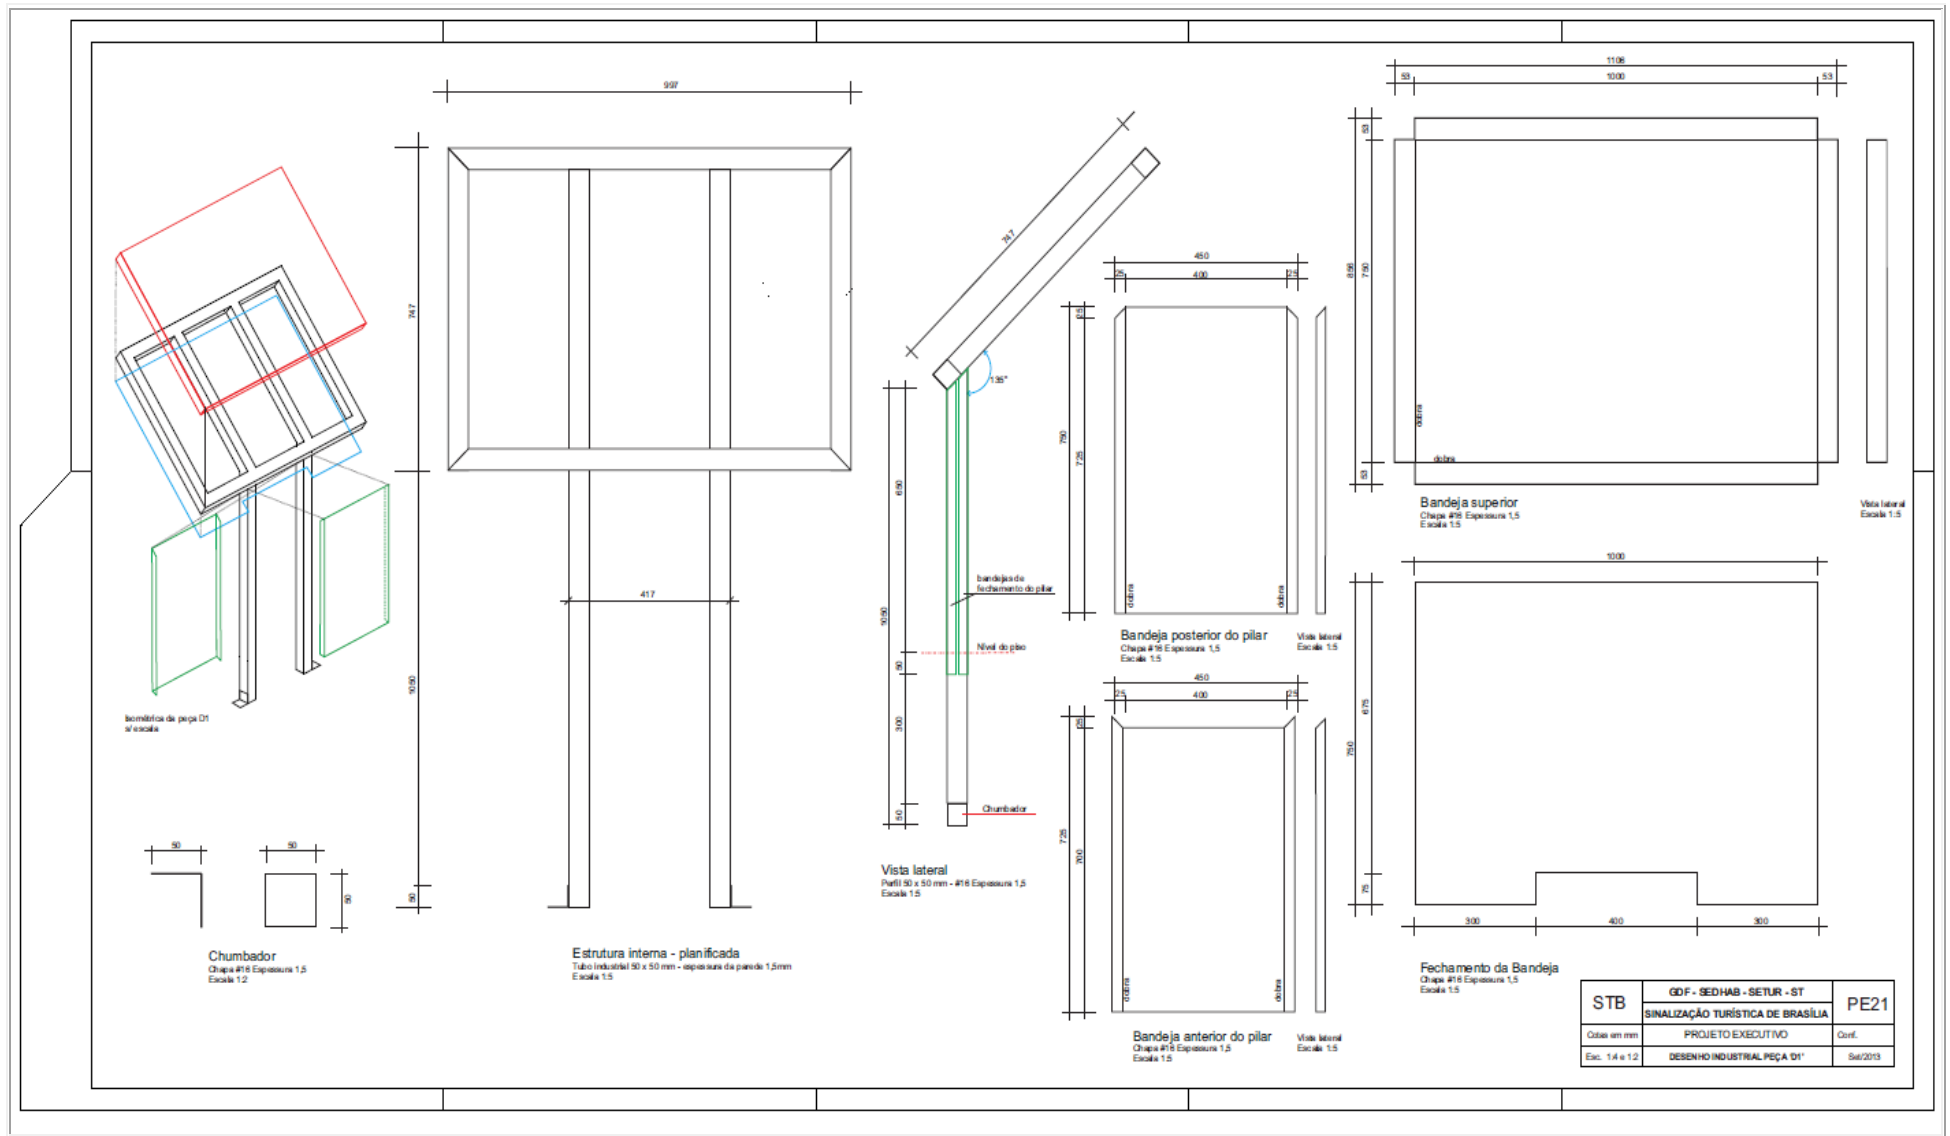 997
747
1050
50
417
Estrutura interna - planificada
Tubo industrial 50 x 50 mm - espessura da parede 1,5mm
Escala 1:5
Isométrica da peça D1
s/ escala
50
50
50
Chumbador
Chapa #16 Espessura 1,5
Escala 1:2
747
135°
650
1050
50
300
50
bandejas de
fechamento do pilar
Nível do piso
Chumbador
Vista lateral
Perfil 50 x 50 mm - #16 Espessura 1,5
Escala 1:5
450
25
400
25
25
750
725
dobra
dobra
Bandeja posterior do pilar
Chapa #16 Espessura 1,5
Escala 1:5
Vista lateral
Escala 1:5
450
25
400
25
25
725
700
dobra
dobra
Bandeja anterior do pilar
Chapa #16 Espessura 1,5
Escala 1:5
Vista lateral
Escala 1:5
1106
53
1000
53
53
856
750
53
dobra
dobra
Bandeja superior
Chapa #16 Espessura 1,5
Escala 1:5
Vista lateral
Escala 1:5
1000
675
750
75
300
400
300
Fechamento da Bandeja
Chapa #16 Espessura 1,5
Escala 1:5
STB
GDF - SEDHAB - SETUR - ST
SINALIZAÇÃO TURÍSTICA DE BRASÍLIA
PE21
Cotas em mm
PROJETO EXECUTIVO
Conf.
Esc. 1:4 e 1:2
DESENHO INDUSTRIAL PEÇA 'D1'
Set/2013